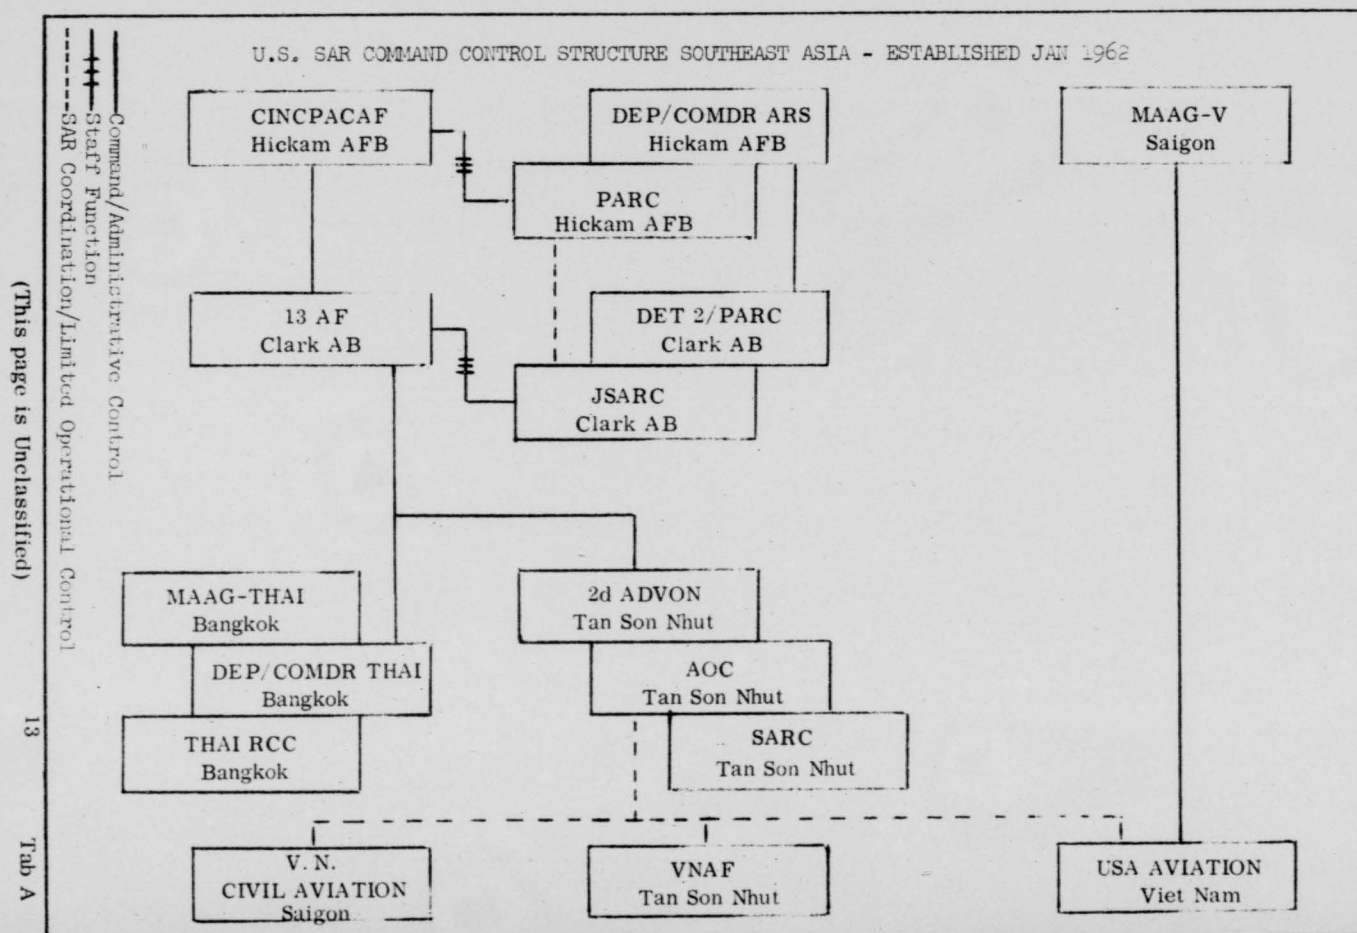 U.S. SAR COMMAND CONTROL STRUCTURE SOUTHEAST ASIA - ESTABLISHED JAN 1962
Command/Administrative Control
Staff Function
SAR Coordination/Limited Operational Control
CINCPACAF
Hickam AFB
DEP/COMDR ARS
Hickam AFB
MAAG-V
Saigon
PARC
Hickam AFB
13 AF
Clark AB
DET 2/PARC
Clark AB
JSARC
Clark AB
MAAG-THAI
Bangkok
2d ADVON
Tan Son Nhut
DEP/COMDR THAI
Bangkok
AOC
Tan Son Nhut
THAI RCC
Bangkok
SARC
Tan Son Nhut
V.N.
CIVIL AVIATION
Saigon
VNAF
Tan Son Nhut
USA AVIATION
Viet Nam
(This page is Unclassified)
13
Tab A